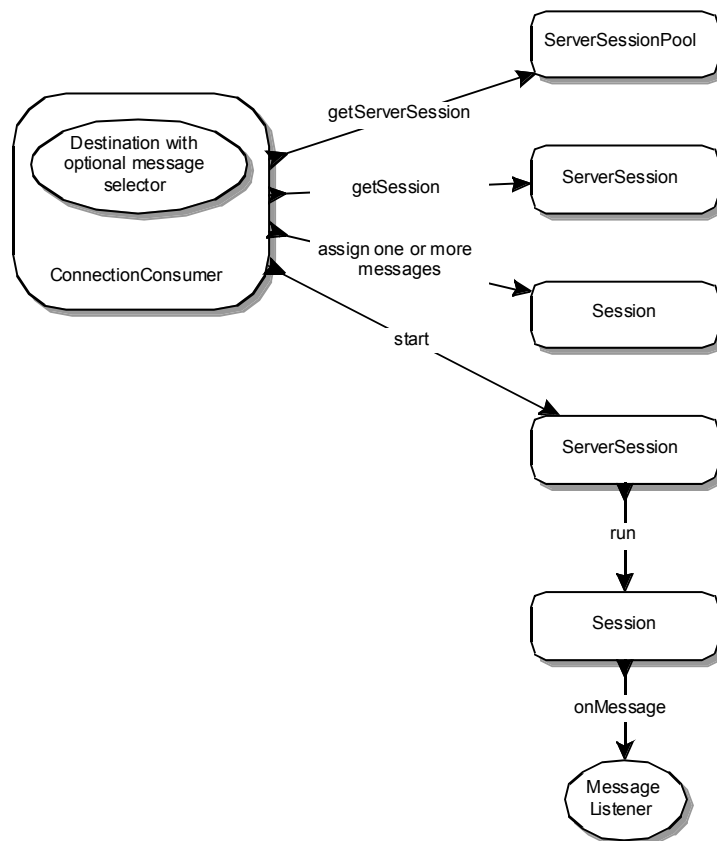 ServerSessionPool
getServerSession
Destination with
optional message
selector
getSession
ServerSession
assign one or more
messages
ConnectionConsumer
Session
start
ServerSession
run
Session
onMessage
Message
Listener